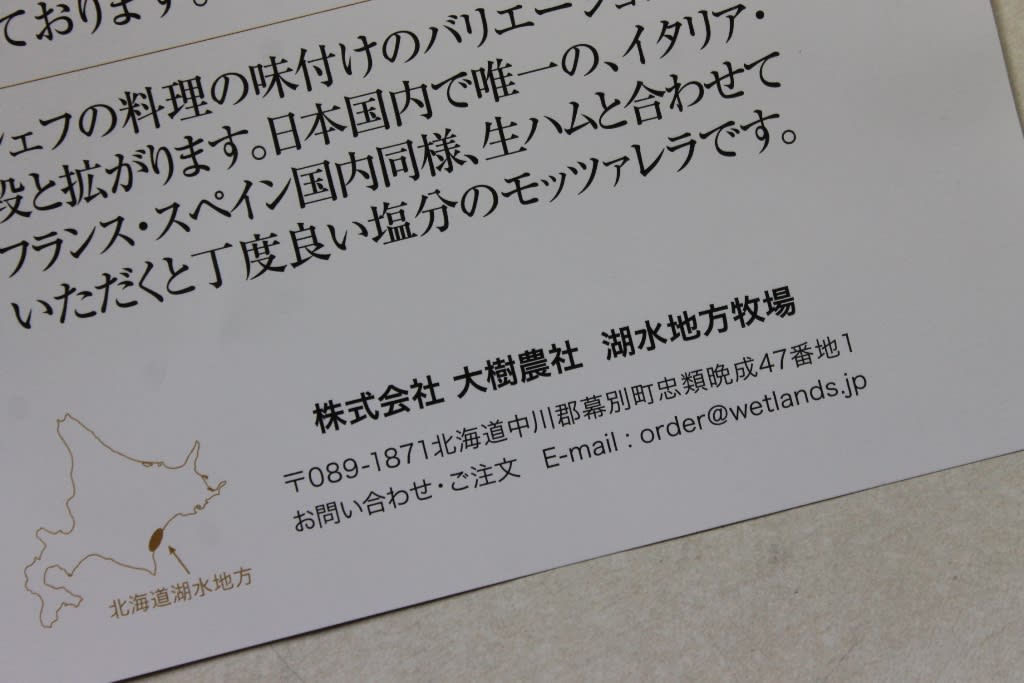 ております。
シェフの料理の味付けのバリエーション
段と拡がります。日本国内で唯一の、イタリア・
フランス・スペイン国内同様、生ハムと合わせて
いただくと丁度良い塩分のモッツァレラです。
株式会社 大樹農社 湖水地方牧場
〒089-1871北海道中川郡幕別町忠類晩成47番地1
お問い合わせ・ご注文 E-mail : order@wetlands.jp
北海道湖水地方